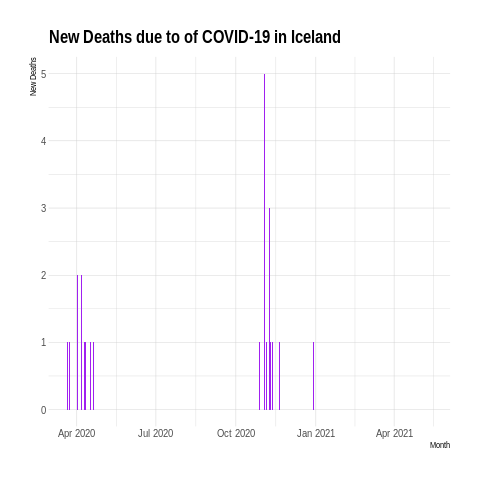 New Deaths due to of COVID-19 in Iceland
New Deaths
5
4
3
2
1
0
Apr 2020 Jul 2020 Oct 2020 Jan 2021 Apr 2021
Month